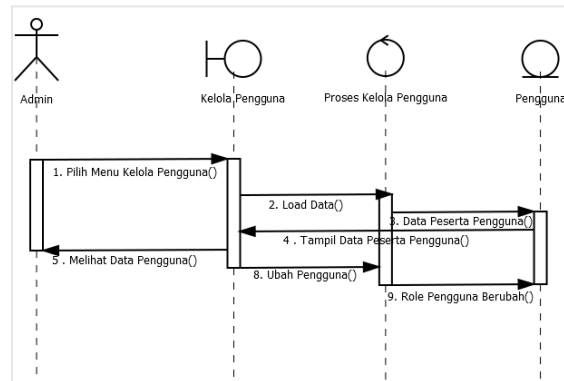 Admin
Kelola Pengguna
Proses Kelola Pengguna
Pengguna
1. Pilih Menu Kelola Pengguna()
2. Load Data()
3. Data Peserta Pengguna()
4 . Tampil Data Peserta Pengguna()
5 . Melihat Data Pengguna()
8. Ubah Pengguna()
9. Role Pengguna Berubah()